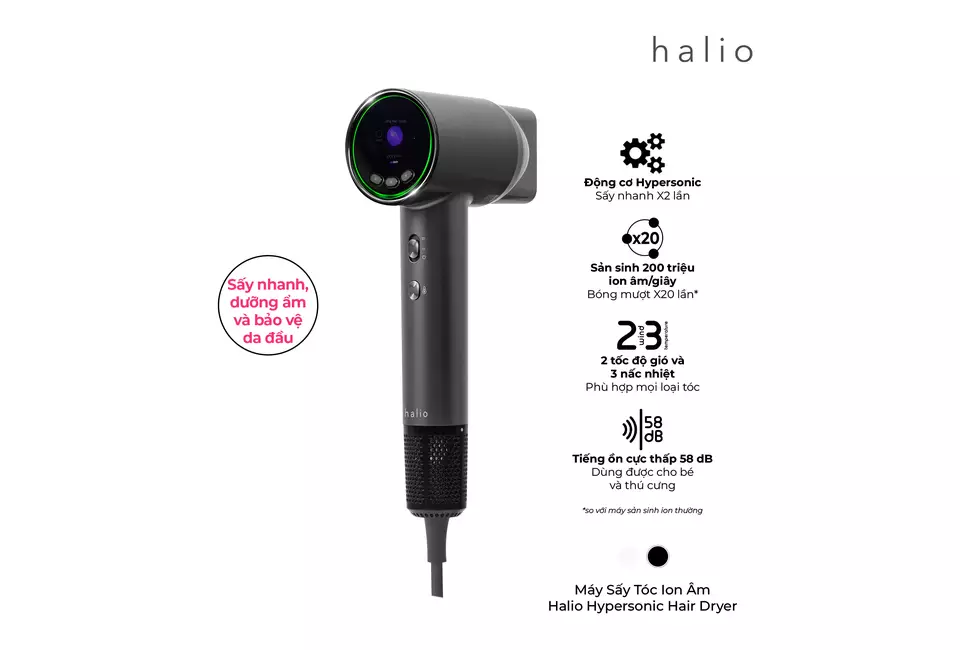 halio
Động cơ Hypersonic
Sấy nhanh X2 lần
x20
Sản sinh 200 triệu
ion âm/giây
Bóng mượt X20 lần*
2 wind 3 temperature
2 tốc độ gió và
3 nấc nhiệt
Phù hợp mọi loại tóc
58
dB
Tiếng ồn cực thấp 58 dB
Dùng được cho bé
và thú cưng
*so với máy sản sinh ion thường
Máy Sấy Tóc Ion Âm
Halio Hypersonic Hair Dryer
Sấy nhanh,
dưỡng ẩm
và bảo vệ
da đầu
halio